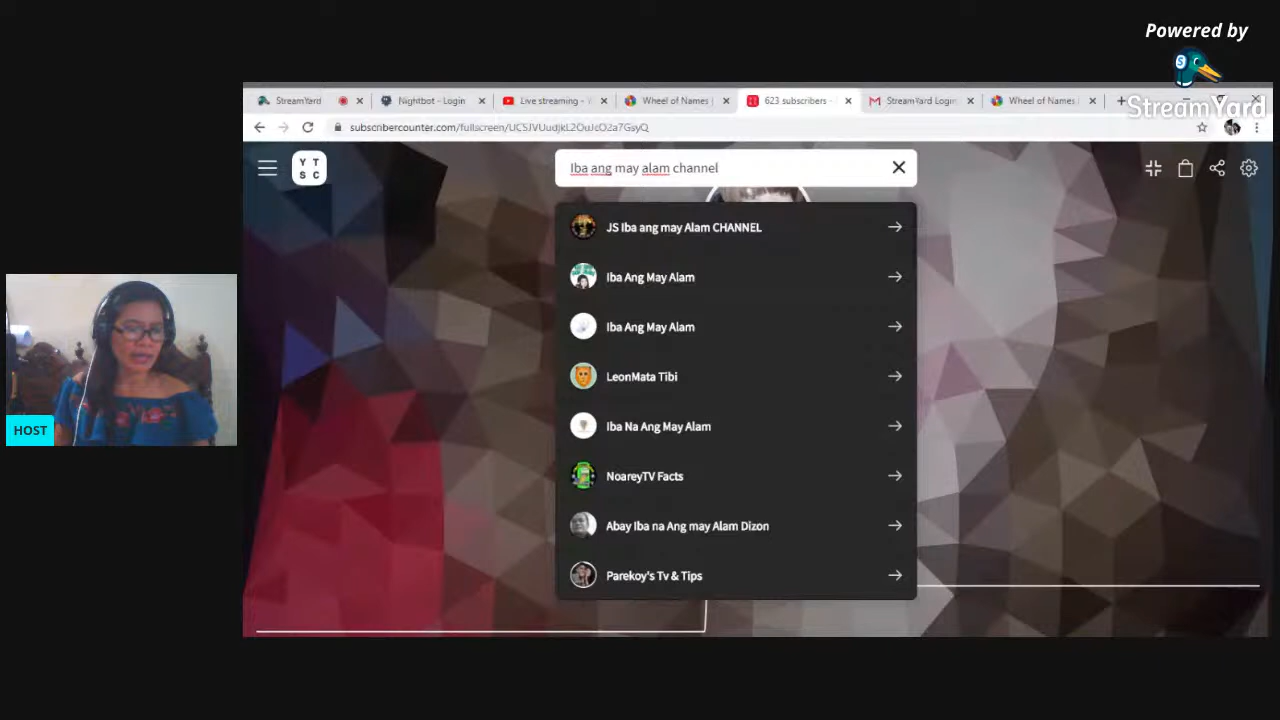 Powered by
StreamYard
StreamYard
Nightbot - Login
Live streaming - Y
Wheel of Names |
623 subscribers -
StreamYard Login
Wheel of Names |
subscribercounter.com/fullscreen/
Y T
S C
Iba ang may alam channel
JS Iba ang may Alam CHANNEL
Iba Ang May Alam
Iba Ang May Alam
LeonMata Tibi
Iba Na Ang May Alam
NoareyTV Facts
Abay Iba na Ang may Alam Dizon
Parekoy's Tv & Tips
HOST